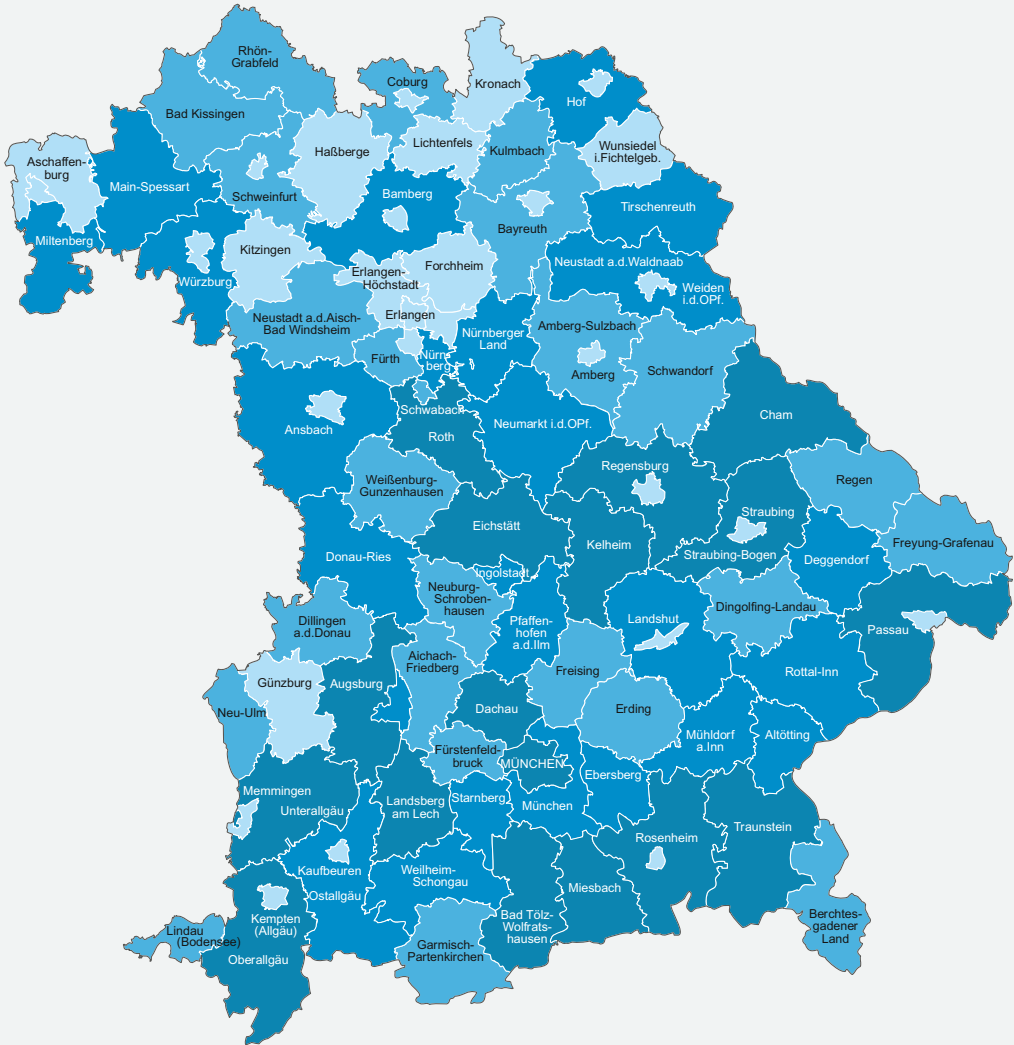 Rhön-
Grabfeld
Coburg
Kronach
Hof
Bad Kissingen
Lichtenfels
Kulmbach
Wunsiedel
i.Fichtelgeb.
Haßberge
Aschaffen-
burg
Main-Spessart
Schweinfurt
Bamberg
Tirschenreuth
Bayreuth
Miltenberg
Kitzingen
Würzburg
Erlangen-
Höchstadt
Forchheim
Neustadt a.d.Waldnaab
Weiden
i.d.OPf.
Erlangen
Neustadt a.d.Aisch-
Bad Windsheim
Nürnberger
Land
Amberg-Sulzbach
Fürth
Nürn-
berg
Amberg
Schwandorf
Schwabach
Cham
Ansbach
Roth
Neumarkt i.d.OPf.
Regensburg
Weißenburg-
Gunzenhausen
Regen
Straubing
Eichstätt
Kelheim
Freyung-Grafenau
Donau-Ries
Straubing-Bogen
Deggendorf
Ingolstadt
Neuburg-
Schroben-
hausen
Dingolfing-Landau
Dillingen
a.d.Donau
Pfaffen-
hofen
a.d.Ilm
Landshut
Passau
Aichach-
Friedberg
Freising
Rottal-Inn
Günzburg
Augsburg
Neu-Ulm
Dachau
Erding
Mühldorf
a.Inn
Altötting
Fürstenfeld-
bruck
MÜNCHEN
Ebersberg
Memmingen
Unterallgäu
Landsberg
am Lech
Starnberg
München
Traunstein
Rosenheim
Kaufbeuren
Ostallgäu
Weilheim-
Schongau
Miesbach
Kempten
(Allgäu)
Bad Tölz-
Wolfrats-
hausen
Berchtes-
gadener
Land
Lindau
(Bodensee)
Garmisch-
Partenkirchen
Oberallgäu